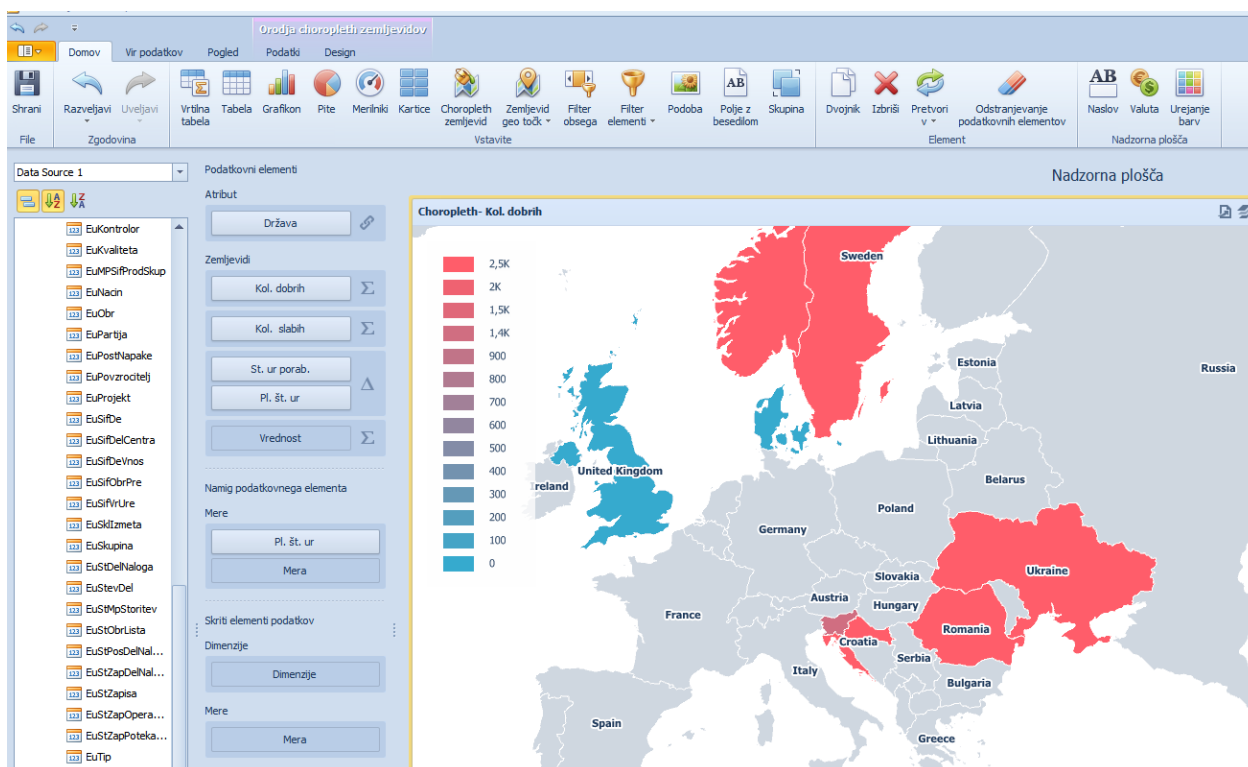 Orodja choropleth zemljevidov
Domov Vir podatkov Pogled Podatki Design
Shrani
Razveljavi
Uveljavi
Vrtilna tabela
Tabela
Grafikon
Pite
Merilniki
Kartice
Choropleth zemljevid
Zemljevid geo točk
Filter obsega
Filter elementi
Podoba
Polje z besedilom
AB
Skupina
Dvojnik
Izbriši
Pretvori v
Odstranjevanje podatkovnih elementov
AB
Naslov
Valuta
Urejanje barv
File Zgodovina Vstavite Element Nadzorna plošča
Data Source 1
EuKontrolor
EuKvaliteta
EuMPSifProdSkup
EuNacin
EuObr
EuPartija
EuPostNapake
EuPovzrocitelj
EuProjekt
EuSifDe
EuSifDelCentra
EuSifDeVnos
EuSifObrPre
EuSifVrUre
EuSklIzmeta
EuSkupina
EuStDelNaloga
EuStevDel
EuStMpStoritev
EuStObrLista
EuStPosDelNal...
EuStZapDelNal...
EuStZapisa
EuStZapOpera...
EuStZapPoteka...
EuTip
Podatkovni elementi
Atribut
Država
Zemljevidi
Kol. dobrih Σ
Kol. slabih Σ
St. ur porab.
Pl. št. ur
Δ
Vrednost Σ
Namig podatkovnega elementa
Mere
Pl. št. ur
Mera
Skriti elementi podatkov
Dimenzije
Dimenzije
Mere
Mera
Nadzorna plošča
Choropleth- Kol. dobrih
2,5K
2K
1,5K
1,4K
900
800
700
600
500
400
300
200
100
0
Sweden
Estonia
Russia
Latvia
Lithuania
United Kingdom
Ireland
Belarus
Poland
Germany
Ukraine
Slovakia
Austria
Hungary
France
Romania
Croatia
Serbia
Italy
Bulgaria
Spain
Greece